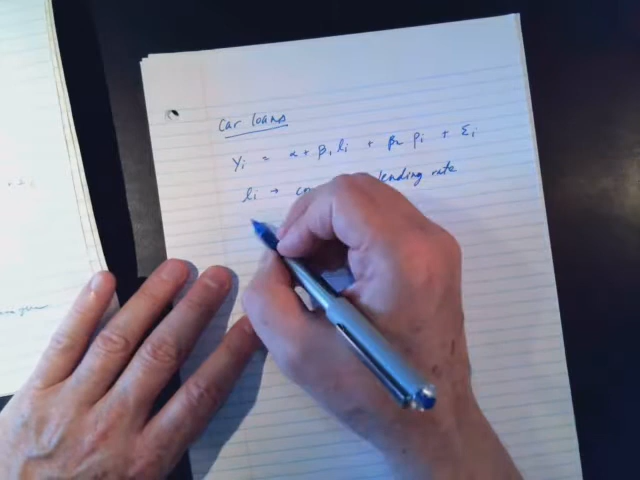 Car loans
Yi = α + β1 li + β2 pi + εi
li → lending rate